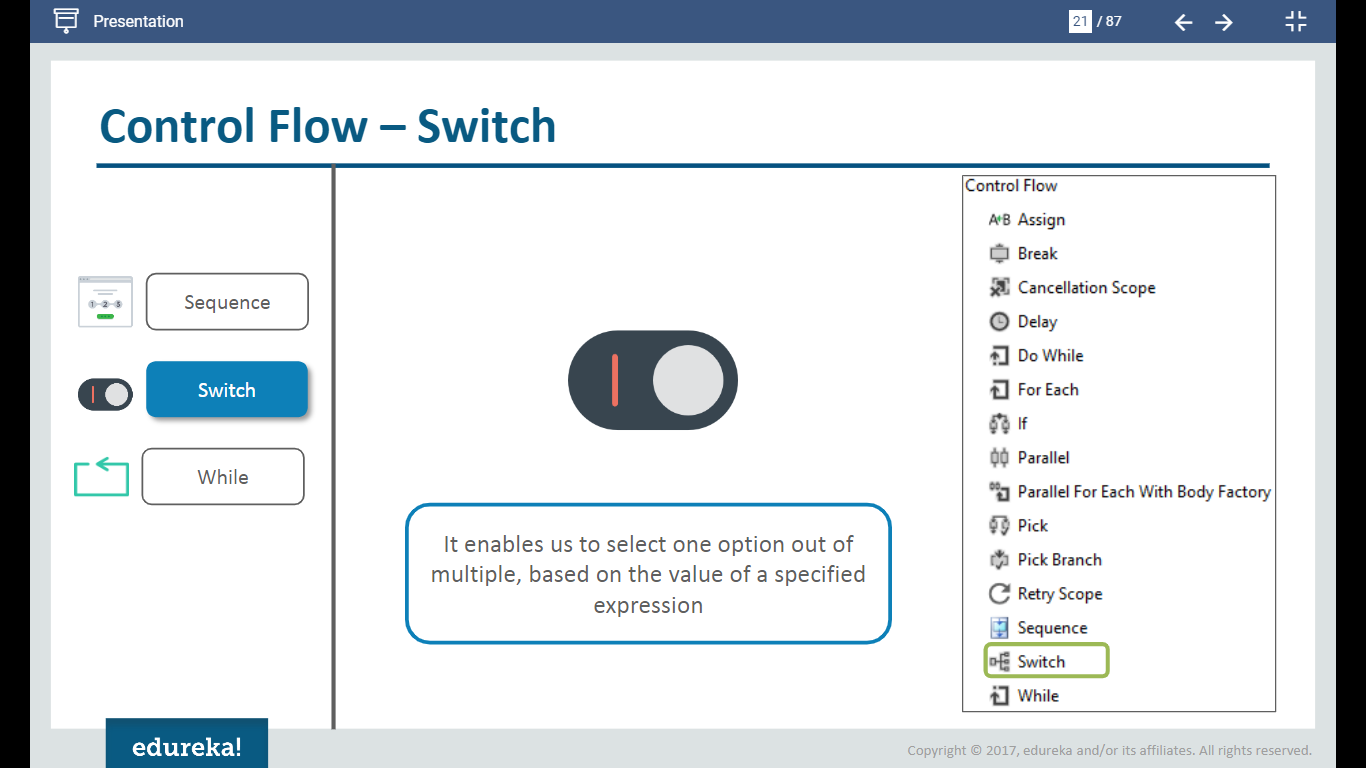 Presentation
21 / 87
Control Flow – Switch
Sequence
Switch
While
It enables us to select one option out of
multiple, based on the value of a specified
expression
Control Flow
A+B Assign
Break
Cancellation Scope
Delay
Do While
For Each
If
Parallel
Parallel For Each With Body Factory
Pick
Pick Branch
Retry Scope
Sequence
Switch
While
edureka!
Copyright © 2017, edureka and/or its affiliates. All rights reserved.